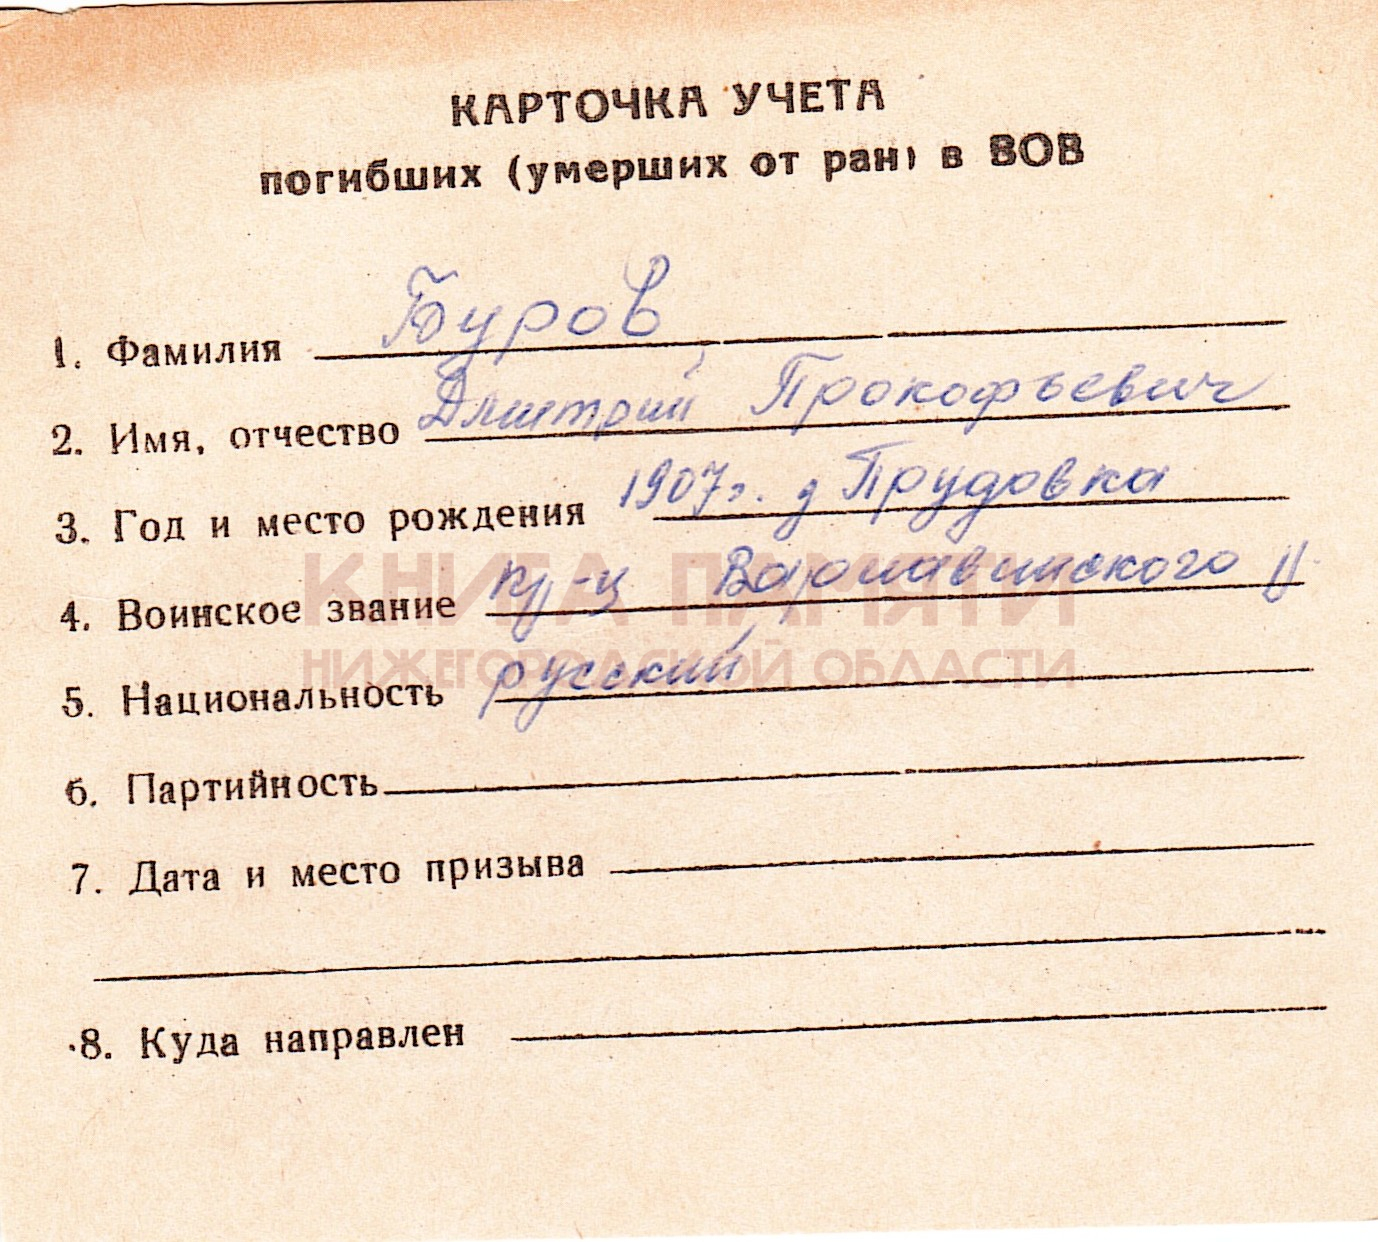 КАРТОЧКА УЧЕТА
погибших (умерших от ран) в ВОВ
1. Фамилия Буров
2. Имя, отчество Дмитрий Прокофьевич
3. Год и место рождения 1907г. д Прудовка
4. Воинское звание кр-ц Варнавинского р
КНИГА ПАМЯТИ
НИЖЕГОРОДСКОЙ ОБЛАСТИ
5. Национальность русский
6. Партийность
7. Дата и место призыва
8. Куда направлен